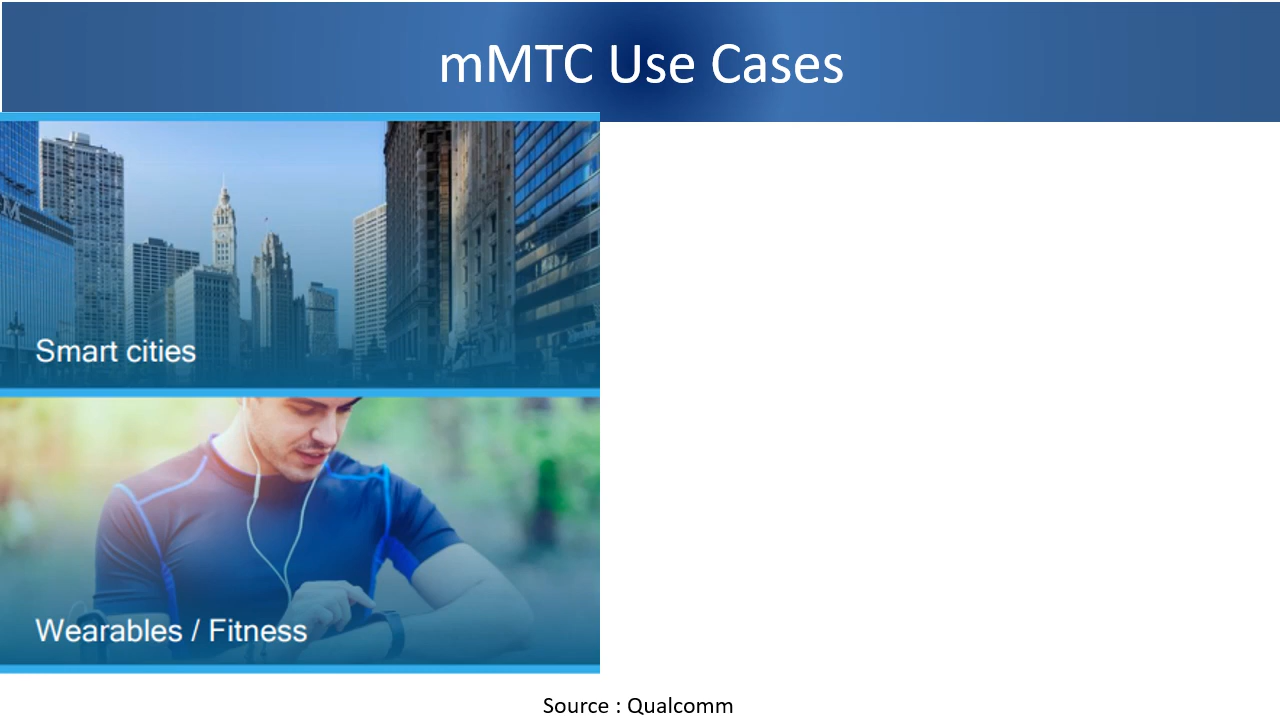 mMTC Use Cases
Smart cities
Wearables / Fitness
Source : Qualcomm